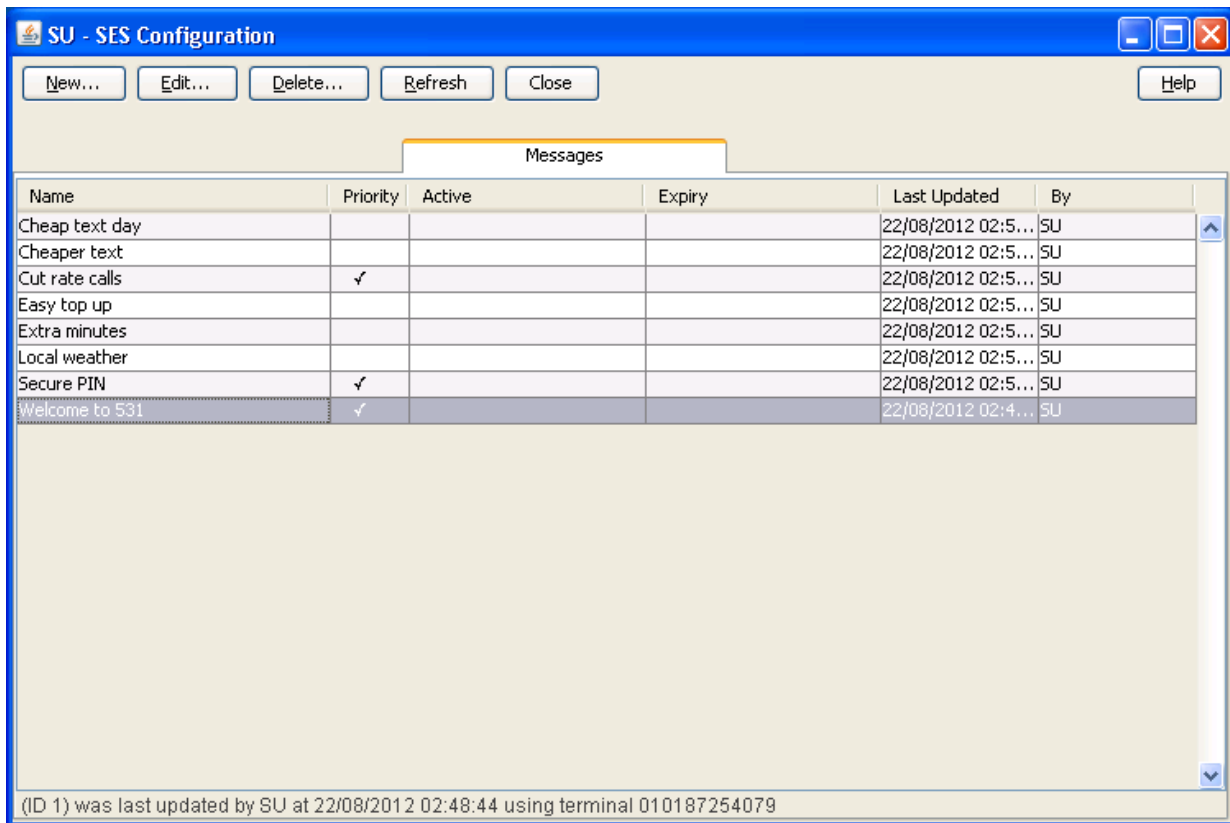 SU - SES Configuration
New... Edit... Delete... Refresh Close Help
Messages
Name Priority Active Expiry Last Updated By
Cheap text day 22/08/2012 02:5... SU
Cheaper text 22/08/2012 02:5... SU
Cut rate calls ✓ 22/08/2012 02:5... SU
Easy top up 22/08/2012 02:5... SU
Extra minutes 22/08/2012 02:5... SU
Local weather 22/08/2012 02:5... SU
Secure PIN ✓ 22/08/2012 02:5... SU
Welcome to 531 ✓ 22/08/2012 02:4... SU
(ID 1) was last updated by SU at 22/08/2012 02:48:44 using terminal 010187254079